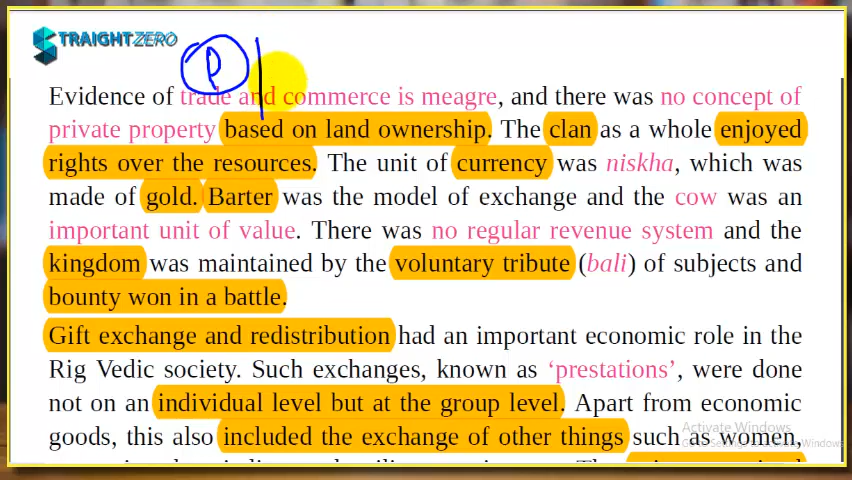 STRAIGHTZERO
P
Evidence of trade and commerce is meagre, and there was no concept of
private property based on land ownership. The clan as a whole enjoyed
rights over the resources. The unit of currency was niskha, which was
made of gold. Barter was the model of exchange and the cow was an
important unit of value. There was no regular revenue system and the
kingdom was maintained by the voluntary tribute (bali) of subjects and
bounty won in a battle.
Gift exchange and redistribution had an important economic role in the
Rig Vedic society. Such exchanges, known as ‘prestations’, were done
not on an individual level but at the group level. Apart from economic
Activate Windows
goods, this also included the exchange of other things such as women,